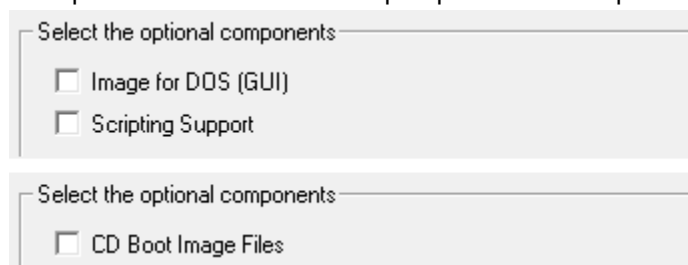 Select the optional components
Image for DOS (GUI)
Scripting Support
Select the optional components
CD Boot Image Files